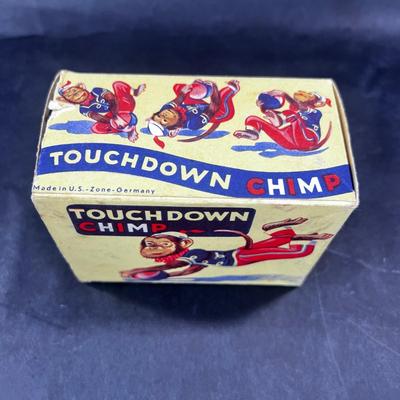 TOUCHDOWN CHIMP
Made in U.S.-Zone-Germany
TOUCHDOWN
CHIMP